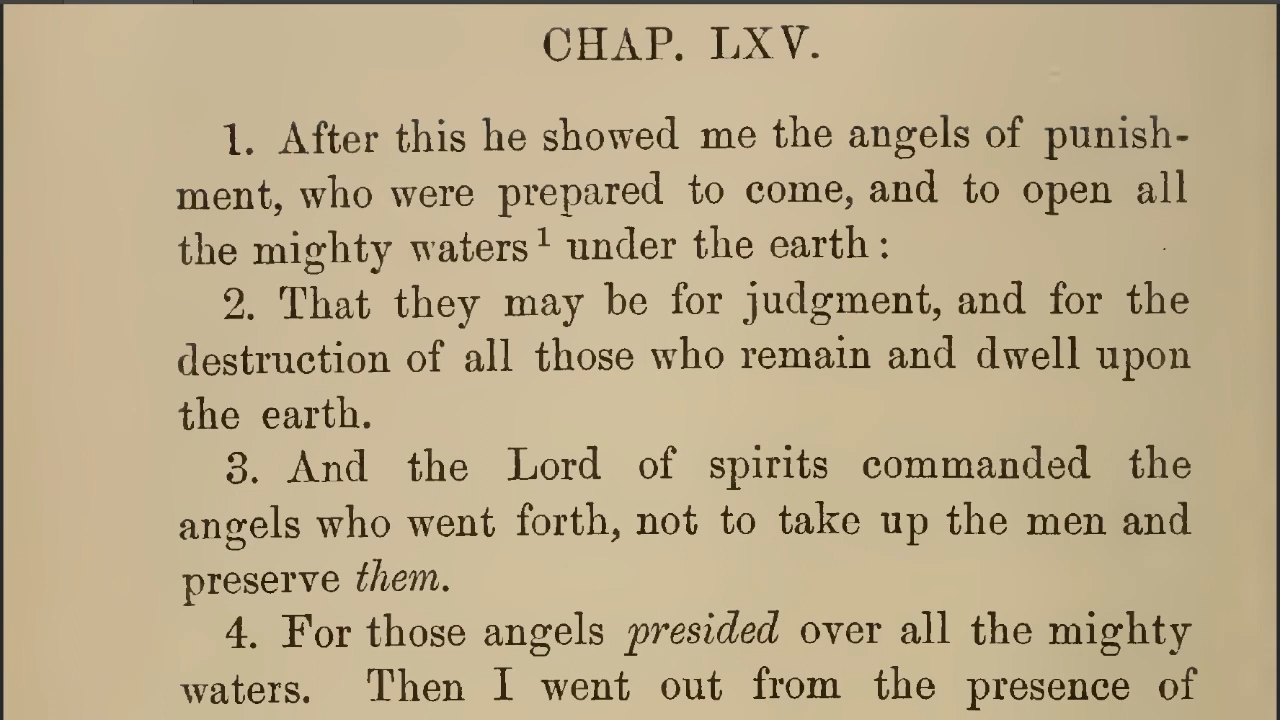 CHAP. LXV.
1. After this he showed me the angels of punish-
ment, who were prepared to come, and to open all
the mighty waters¹ under the earth:
2. That they may be for judgment, and for the
destruction of all those who remain and dwell upon
the earth.
3. And the Lord of spirits commanded the
angels who went forth, not to take up the men and
preserve them.
4. For those angels presided over all the mighty
waters. Then I went out from the presence of